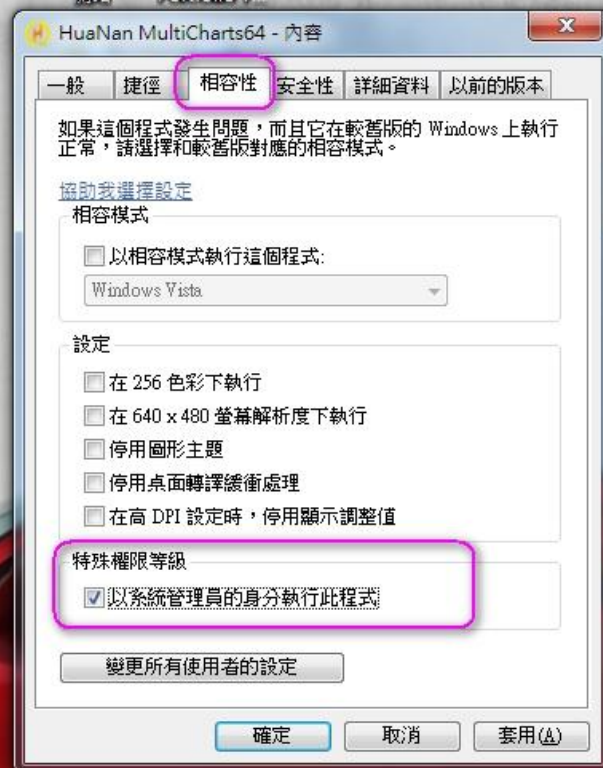 HuaNan MultiCharts64 - 內容
一般 捷徑 相容性 安全性 詳細資料 以前的版本
如果這個程式發生問題，而且它在較舊版的 Windows 上執行
正常，請選擇和較舊版對應的相容模式。
協助我選擇設定
相容模式
以相容模式執行這個程式:
Windows Vista
設定
在 256 色彩下執行
在 640 x 480 螢幕解析度下執行
停用圖形主題
停用桌面轉譯緩衝處理
在高 DPI 設定時，停用顯示調整值
特殊權限等級
以系統管理員的身分執行此程式
變更所有使用者的設定
確定 取消 套用(A)